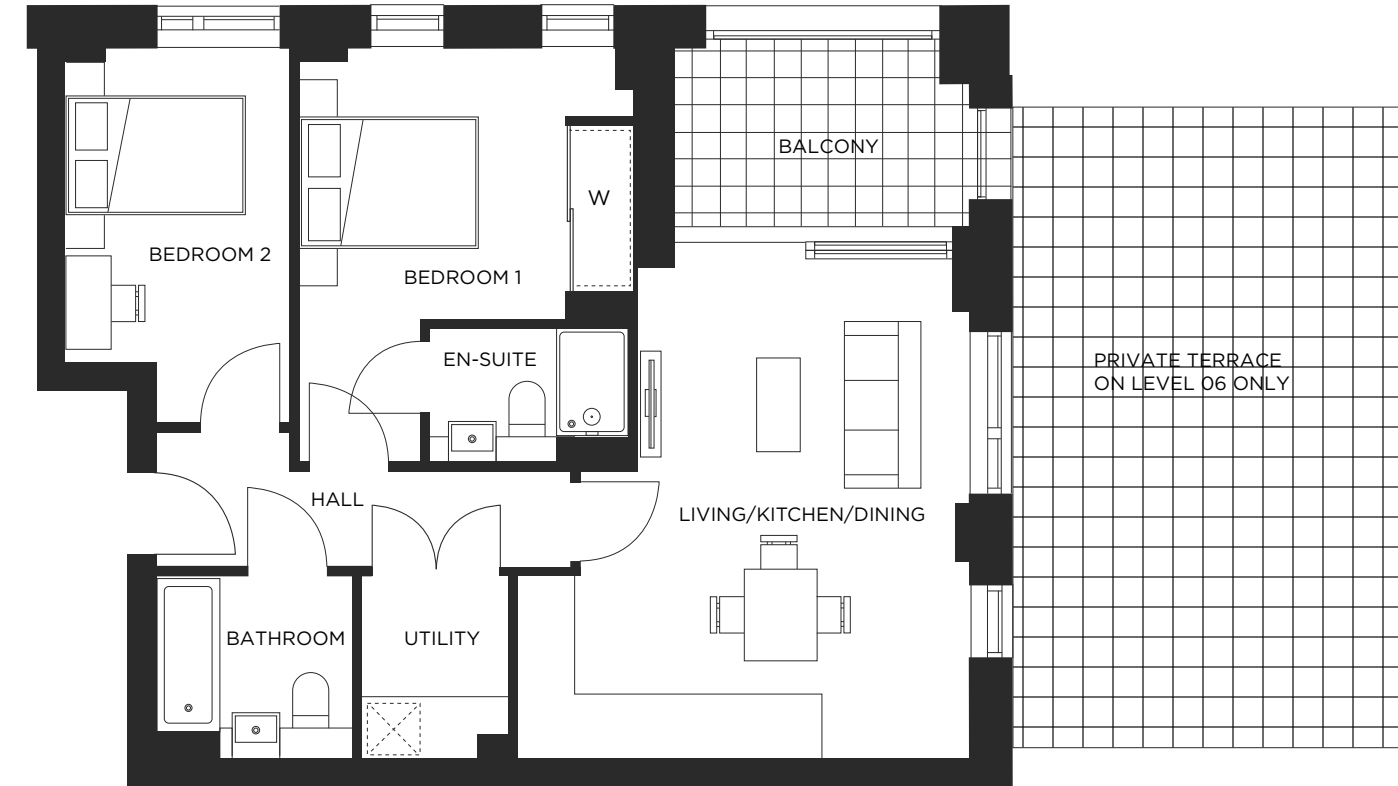 BALCONY
W
BEDROOM 2
BEDROOM 1
EN-SUITE
PRIVATE TERRACE
ON LEVEL 06 ONLY
HALL
LIVING/KITCHEN/DINING
BATHROOM
UTILITY